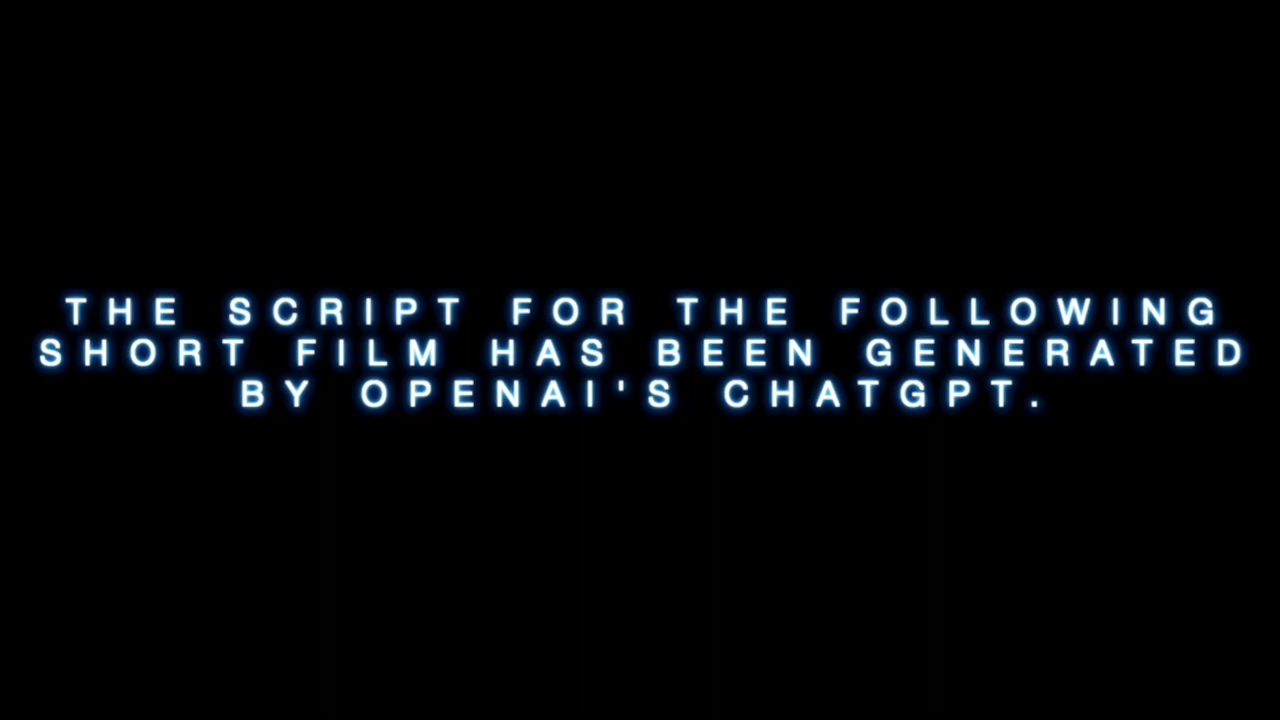 THE SCRIPT FOR THE FOLLOWING
SHORT FILM HAS BEEN GENERATED
BY OPENAI'S CHATGPT.